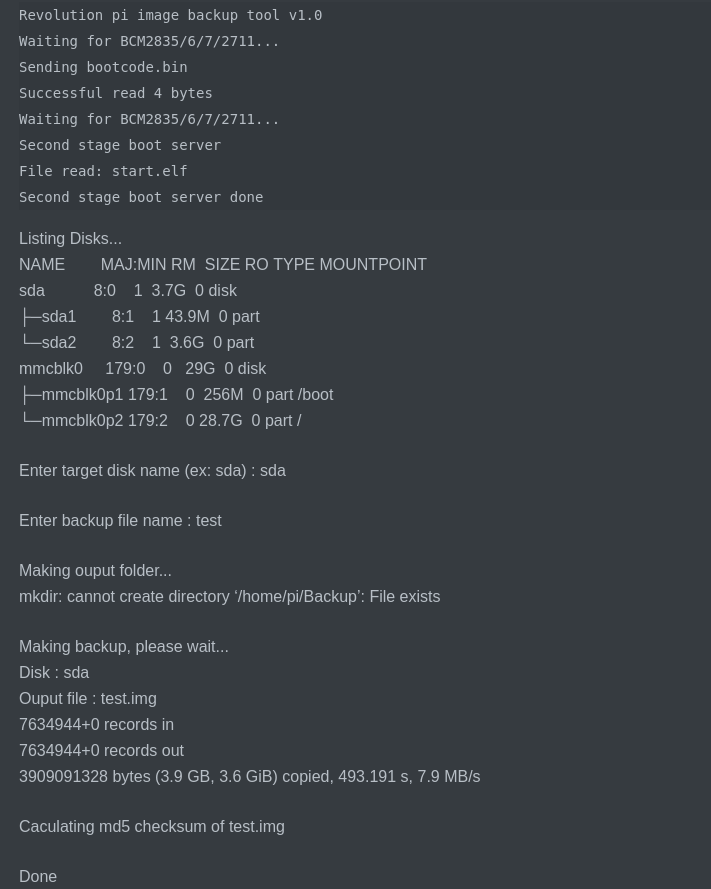 Revolution pi image backup tool v1.0
Waiting for BCM2835/6/7/2711...
Sending bootcode.bin
Successful read 4 bytes
Waiting for BCM2835/6/7/2711...
Second stage boot server
File read: start.elf
Second stage boot server done
Listing Disks...
NAME        MAJ:MIN RM  SIZE RO TYPE MOUNTPOINT
sda           8:0    1  3.7G  0 disk
├─sda1        8:1    1 43.9M  0 part
└─sda2        8:2    1  3.6G  0 part
mmcblk0     179:0    0   29G  0 disk
├─mmcblk0p1 179:1    0  256M  0 part /boot
└─mmcblk0p2 179:2    0 28.7G  0 part /
Enter target disk name (ex: sda) : sda
Enter backup file name : test
Making ouput folder...
mkdir: cannot create directory ‘/home/pi/Backup’: File exists
Making backup, please wait...
Disk : sda
Ouput file : test.img
7634944+0 records in
7634944+0 records out
3909091328 bytes (3.9 GB, 3.6 GiB) copied, 493.191 s, 7.9 MB/s
Caculating md5 checksum of test.img
Done